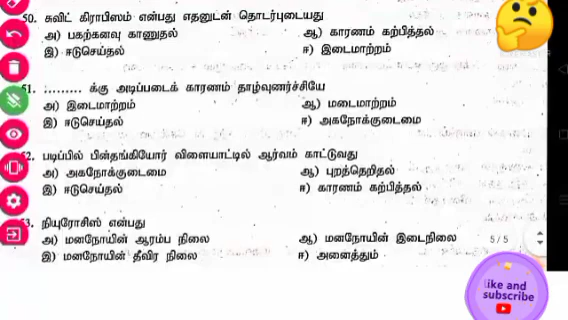 50. சுவிட் கிராபிஸம் என்பது எதனுடன் தொடர்புடையது
அ) பகற்கனவு காணுதல் ஆ) காரணம் கற்பித்தல்
இ) ஈடுசெய்தல் ஈ) இடைமாற்றம்
51. ......... க்கு அடிப்படைக் காரணம் தாழ்வுணர்ச்சியே
அ) இடைமாற்றம் ஆ) மடைமாற்றம்
இ) ஈடுசெய்தல் ஈ) அகநோக்குடைமை
52. படிப்பில் பின்தங்கியோர் விளையாட்டில் ஆர்வம் காட்டுவது
அ) அகநோக்குடைமை ஆ) புறத்தெறிதல்
இ) ஈடுசெய்தல் ஈ) காரணம் கற்பித்தல்
53. நியுரோசிஸ் என்பது
அ) மனநோயின் ஆரம்ப நிலை ஆ) மனநோயின் இடைநிலை 5/5
இ) மனநோயின் தீவிர நிலை ஈ) அனைத்தும்
like and
subscribe